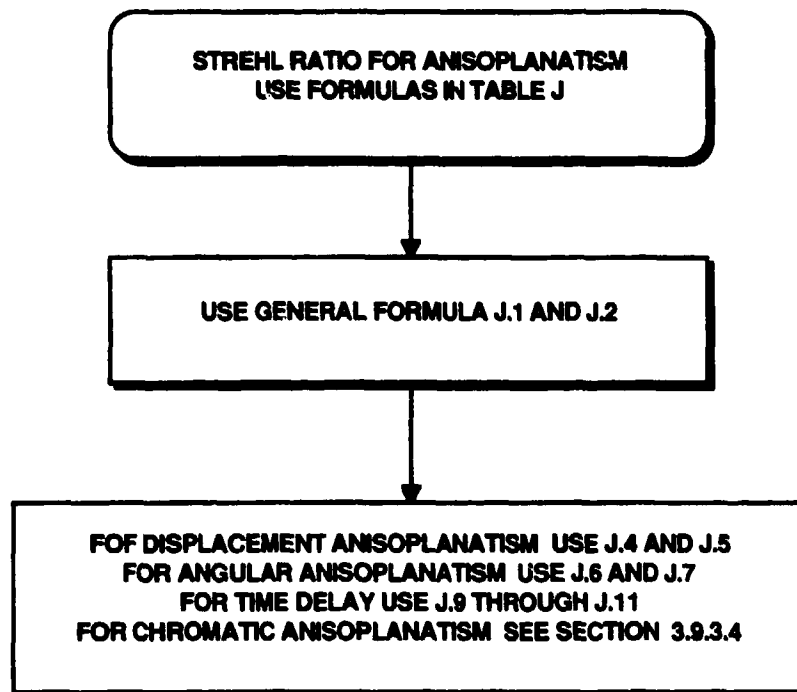 STREHL RATIO FOR ANISOPLANATISM
USE FORMULAS IN TABLE J
USE GENERAL FORMULA J.1 AND J.2
FOF DISPLACEMENT ANISOPLANATISM USE J.4 AND J.5
FOR ANGULAR ANISOPLANATISM USE J.6 AND J.7
FOR TIME DELAY USE J.9 THROUGH J.11
FOR CHROMATIC ANISOPLANATISM SEE SECTION 3.9.3.4